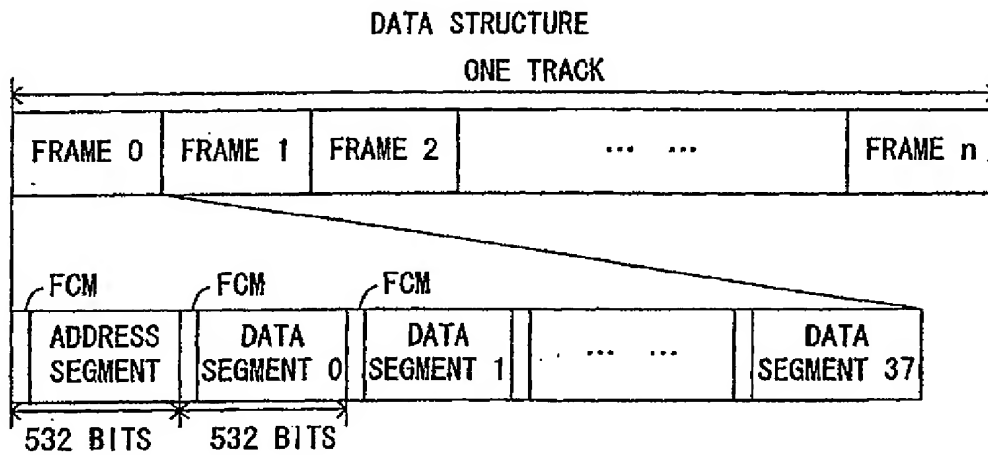 DATA STRUCTURE
ONE TRACK
FRAME 0 FRAME 1 FRAME 2 ... ... FRAME n
FCM FCM FCM
ADDRESS SEGMENT DATA SEGMENT 0 DATA SEGMENT 1 ... ... DATA SEGMENT 37
532 BITS 532 BITS